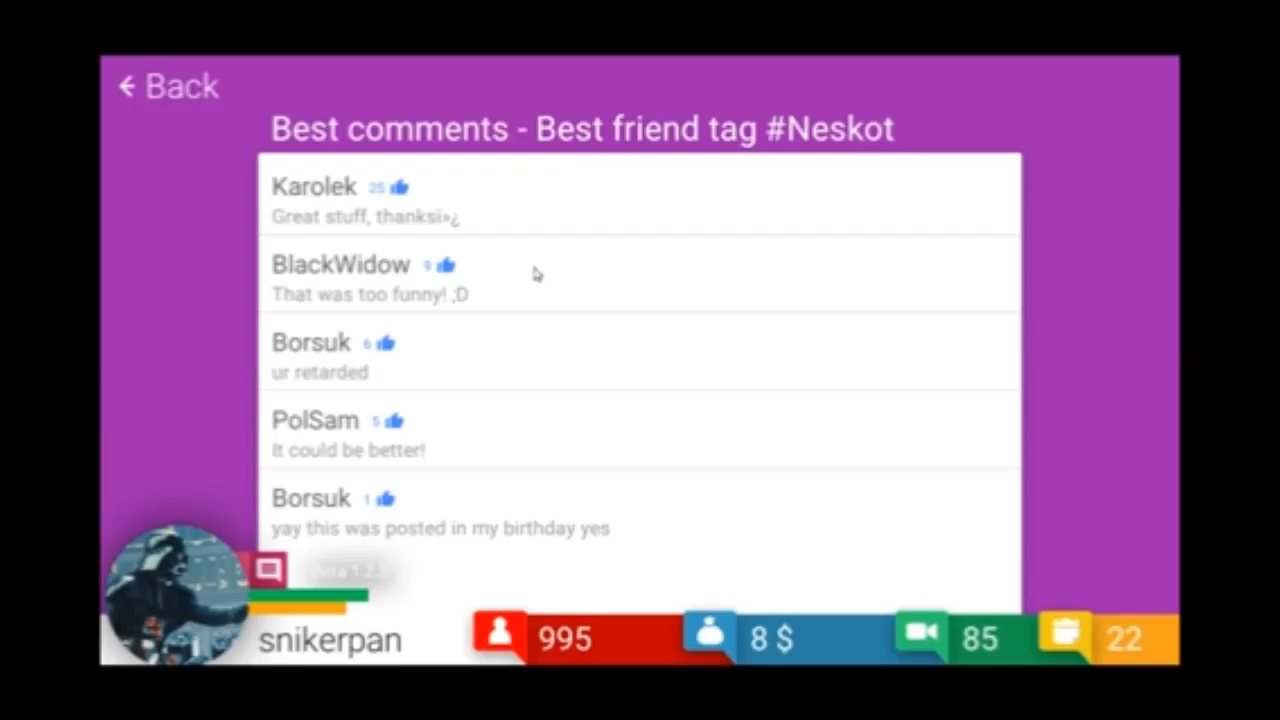 Back
Best comments - Best friend tag #Neskot
Karolek 25
Great stuff, thanksï»¿
BlackWidow 9
That was too funny! ;D
Borsuk 6
ur retarded
PolSam 5
It could be better!
Borsuk 1
yay this was posted in my birthday yes
snikerpan 995 8 $ 85 22